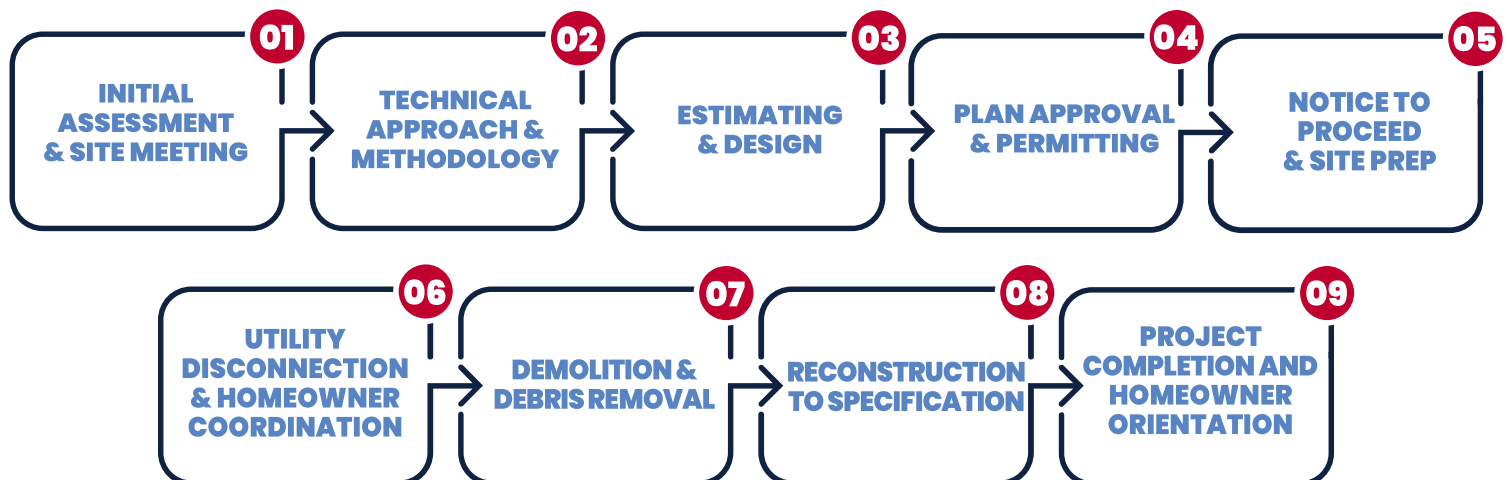 01
INITIAL
ASSESSMENT
& SITE MEETING
02
TECHNICAL
APPROACH &
METHODOLOGY
03
ESTIMATING
& DESIGN
04
PLAN APPROVAL
& PERMITTING
05
NOTICE TO
PROCEED
& SITE PREP
06
UTILITY
DISCONNECTION
& HOMEOWNER
COORDINATION
07
DEMOLITION &
DEBRIS REMOVAL
08
RECONSTRUCTION
TO SPECIFICATION
09
PROJECT
COMPLETION AND
HOMEOWNER
ORIENTATION